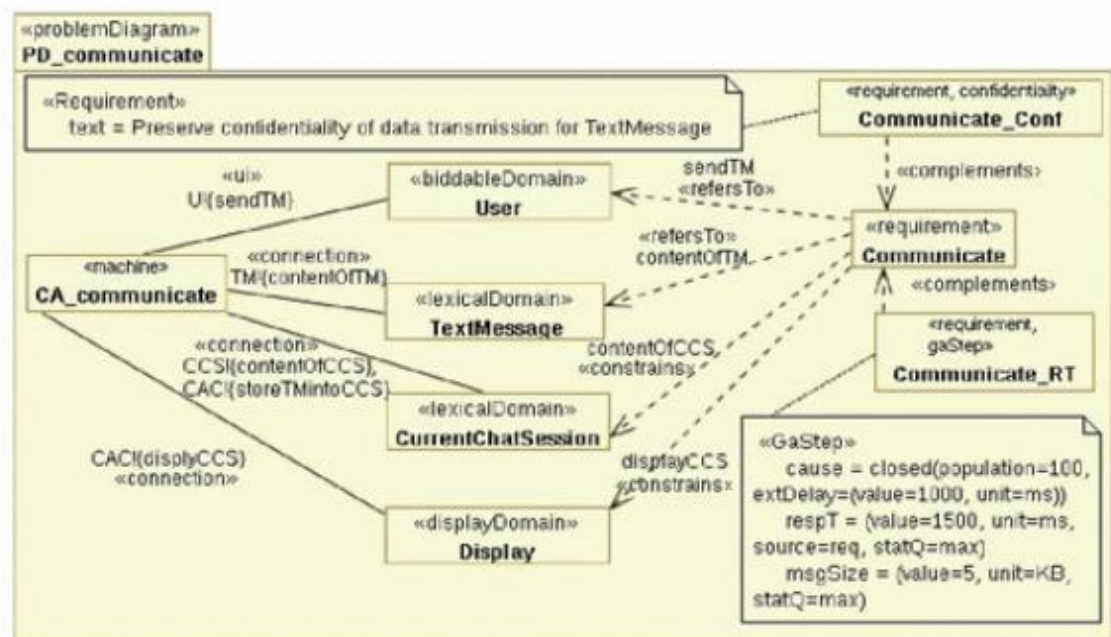 «problemDiagram»
PD_communicate
«Requirement»
text = Preserve confidentiality of data transmission for TextMessage
«requirement, confidentiality»
Communicate_Conf
«complements»
«ui»
U!{sendTM}
«biddableDomain»
User
sendTM
«refersTo»
«requirement»
Communicate
«machine»
CA_communicate
«connection»
TM!{contentOfTM}
«lexicalDomain»
TextMessage
«refersTo»
contentOfTM
«complements»
«requirement,
gaStep»
Communicate_RT
«connection»
CCS!{contentOfCCS},
CAC!{storeTMintoCCS}
«lexicalDomain»
CurrentChatSession
contentOfCCS
«constrains»
CAC!{displyCCS}
«connection»
«displayDomain»
Display
displayCCS
«constrains»
«GaStep»
cause = closed(population=100,
extDelay=(value=1000, unit=ms))
respT = (value=1500, unit=ms,
source=req, statQ=max)
msgSize = (value=5, unit=KB,
statQ=max)